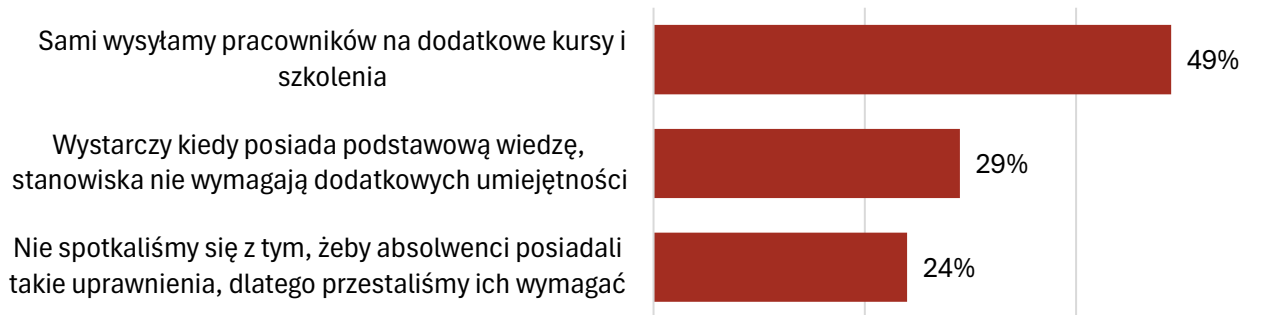 Sami wysyłamy pracowników na dodatkowe kursy i
szkolenia
49%
Wystarczy kiedy posiada podstawową wiedzę,
stanowiska nie wymagają dodatkowych umiejętności
29%
Nie spotkaliśmy się z tym, żeby absolwenci posiadali
takie uprawnienia, dlatego przestaliśmy ich wymagać
24%